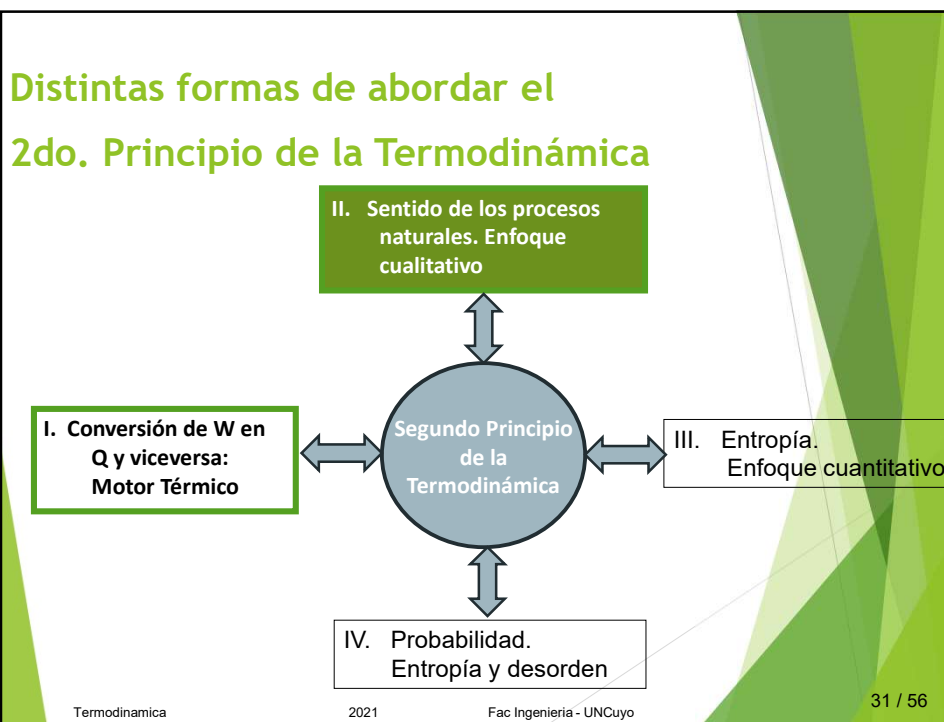 Distintas formas de abordar el
2do. Principio de la Termodinámica
II. Sentido de los procesos
naturales. Enfoque
cualitativo
I. Conversión de W en
Q y viceversa:
Motor Térmico
Segundo Principio
de la
Termodinámica
III. Entropía.
Enfoque cuantitativo
IV. Probabilidad.
Entropía y desorden
Termodinamica 2021 Fac Ingenieria - UNCuyo 31 / 56